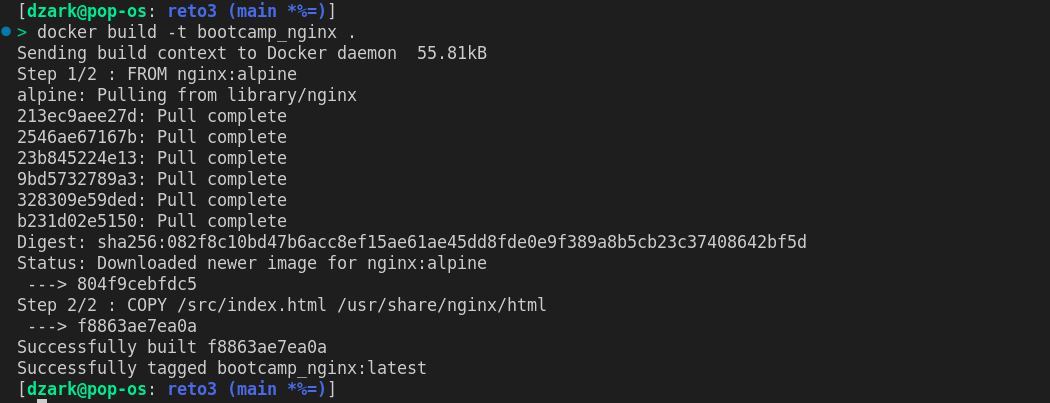 [dzark@pop-os: reto3 (main *%=)]
> docker build -t bootcamp_nginx .
Sending build context to Docker daemon  55.81kB
Step 1/2 : FROM nginx:alpine
alpine: Pulling from library/nginx
213ec9aee27d: Pull complete
2546ae67167b: Pull complete
23b845224e13: Pull complete
9bd5732789a3: Pull complete
328309e59ded: Pull complete
b231d02e5150: Pull complete
Digest: sha256:082f8c10bd47b6acc8ef15ae61ae45dd8fde0e9f389a8b5cb23c37408642bf5d
Status: Downloaded newer image for nginx:alpine
 ---> 804f9cebfdc5
Step 2/2 : COPY /src/index.html /usr/share/nginx/html
 ---> f8863ae7ea0a
Successfully built f8863ae7ea0a
Successfully tagged bootcamp_nginx:latest
[dzark@pop-os: reto3 (main *%=)]